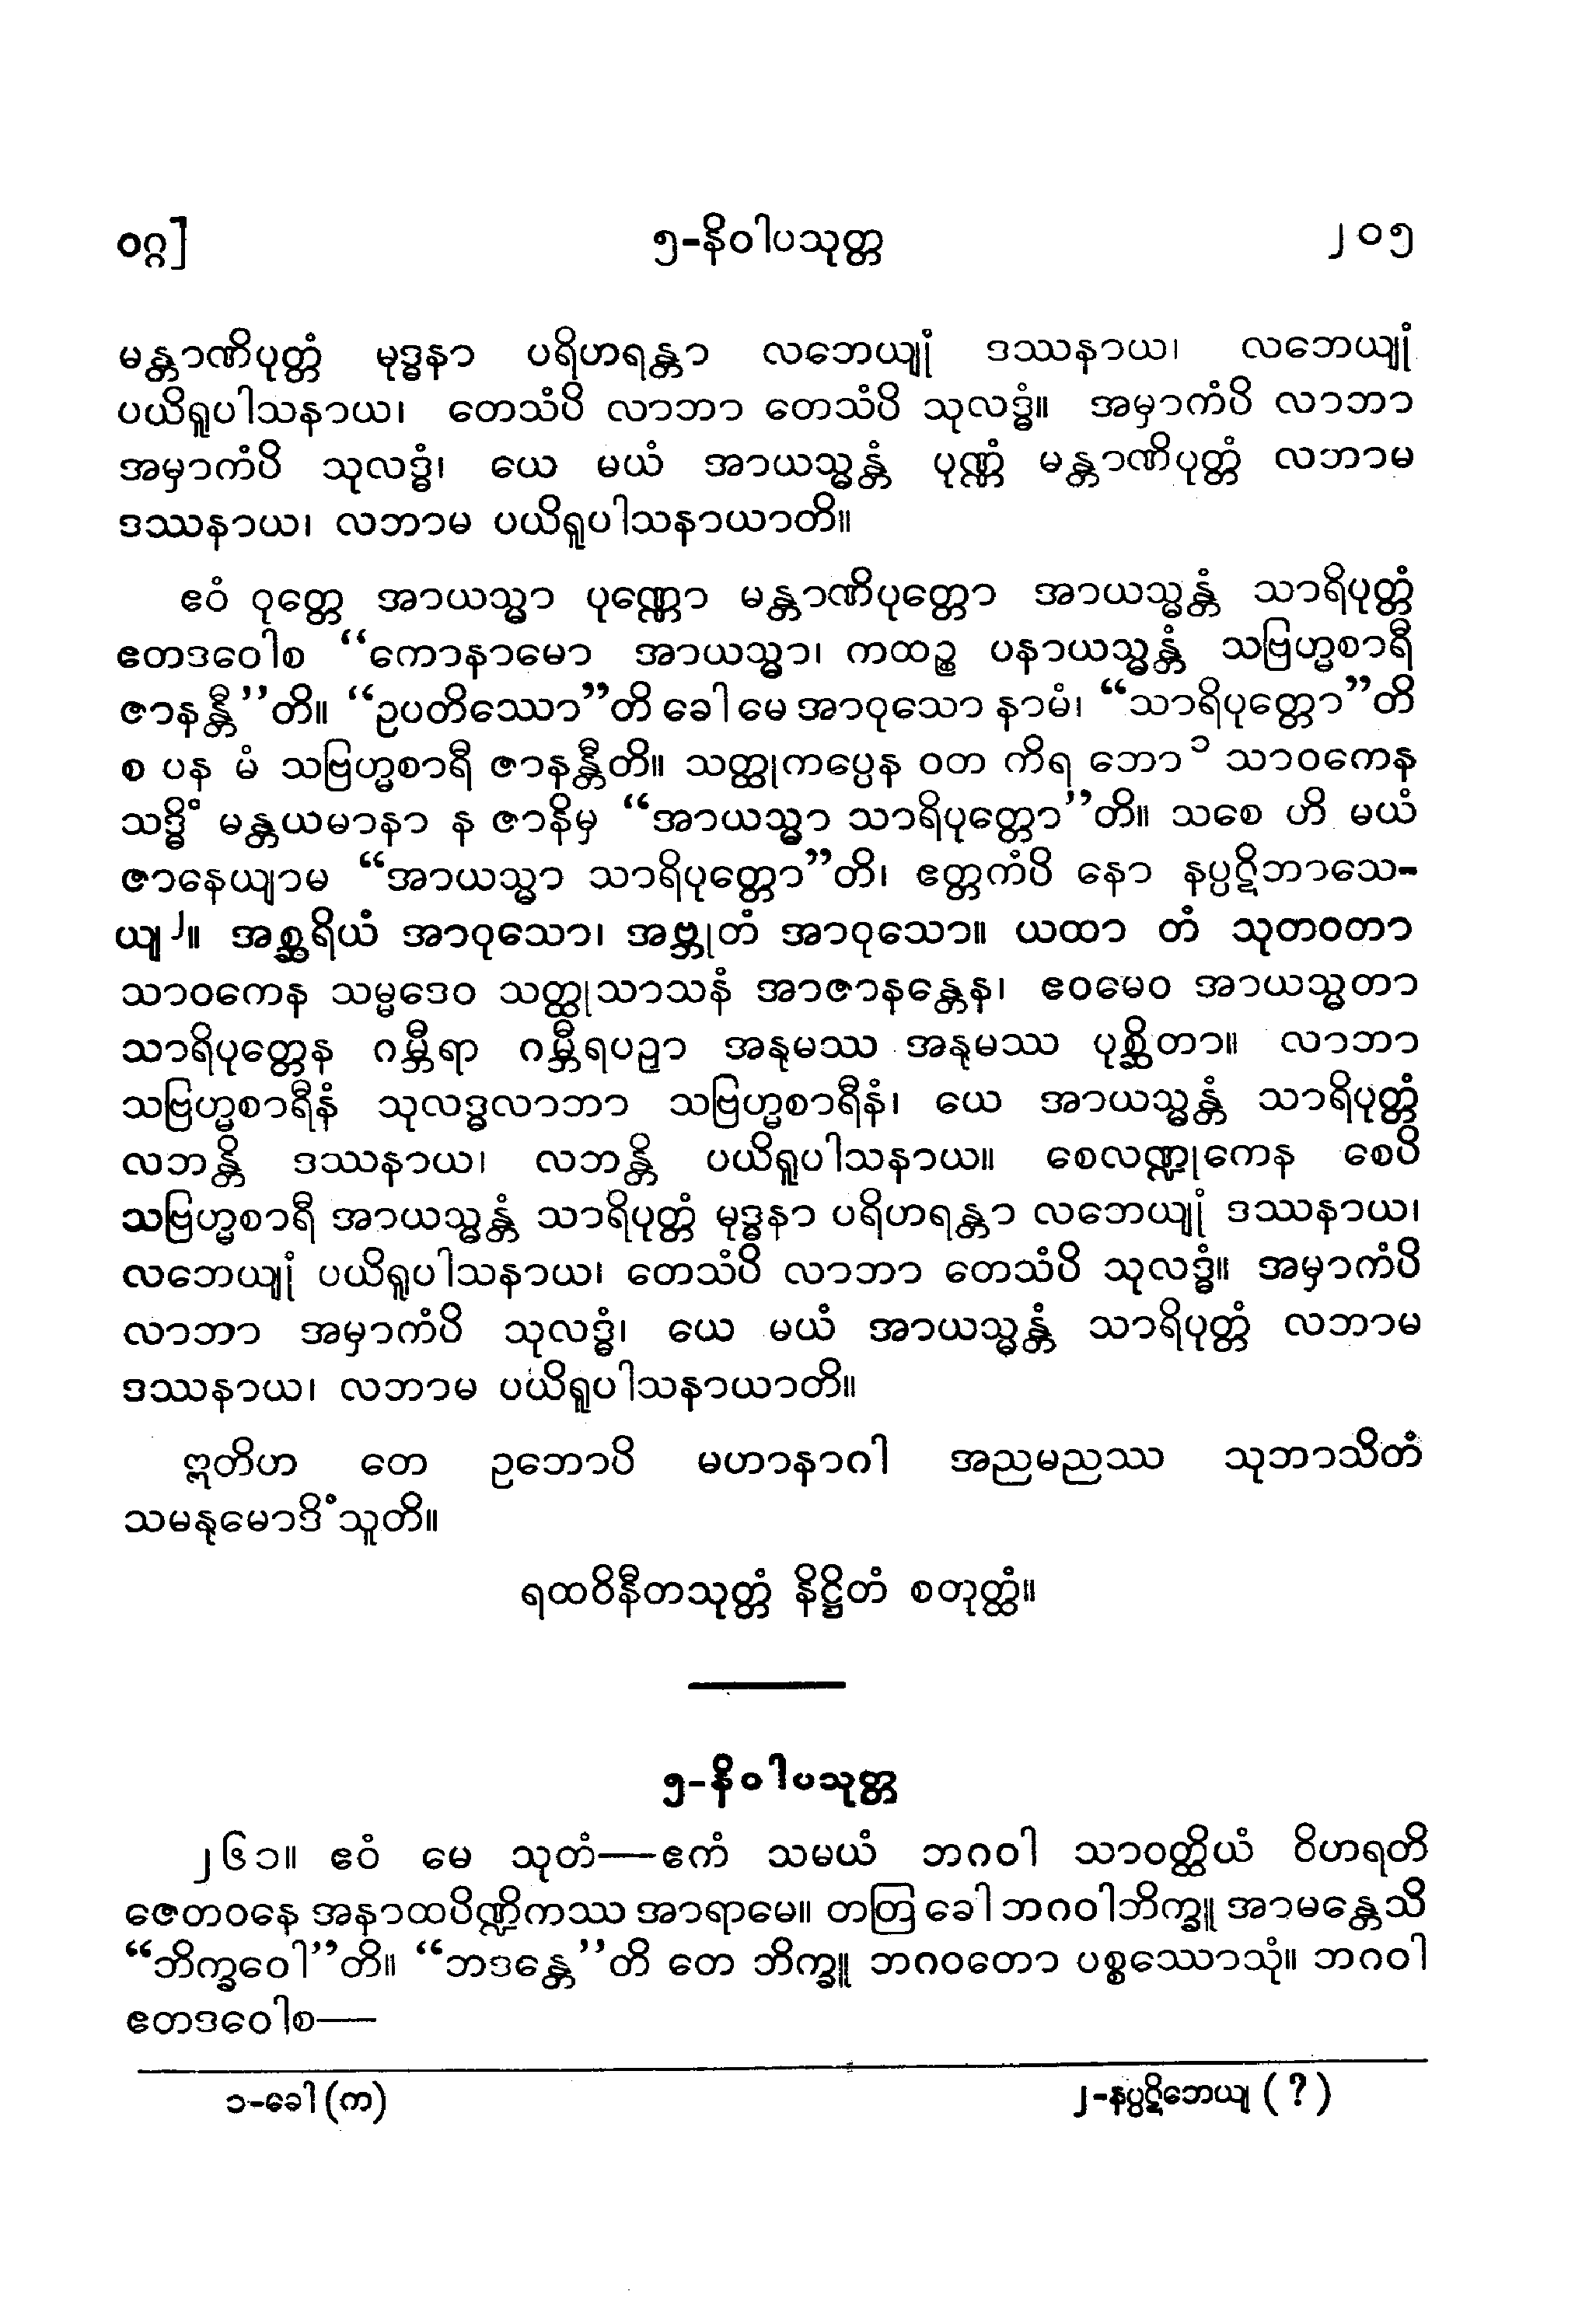 ဝဂ္ဂ] ၅-နိဝါပသုတ္တ ၂၀၅
မန္တာဏိပုတ္တံ မုဒ္ဓနာ ပရိဟရန္တာ လဘေယျုံ ဒဿနာယ၊ လဘေယျုံ
ပယိရူပါသနာယ၊ တေသံပိ လာဘာ တေသံပိ သုလဒ္ဓံ။ အမှာကံပိ လာဘာ
အမှာကံပိ သုလဒ္ဓံ၊ ယေ မယံ အာယသ္မန္တံ ပုဏ္ဏံ မန္တာဏိပုတ္တံ လဘာမ
ဒဿနာယ၊ လဘာမ ပယိရူပါသနာယာတိ။
ဧဝံ ဝုတ္တေ အာယသ္မာ ပုဏ္ဏော မန္တာဏိပုတ္တော အာယသ္မန္တံ သာရိပုတ္တံ
ဧတဒဝေါစ “ကောနာမော အာယသ္မာ၊ ကထဉ္စ ပနာယသ္မန္တံ သဗြဟ္မစာရီ
ဇာနန္တီ”တိ။ “ဥပတိဿော”တိ ခေါ မေ အာဝုသော နာမံ၊ “သာရိပုတ္တော”တိ
စ ပန မံ သဗြဟ္မစာရီ ဇာနန္တီတိ။ သတ္ထုကပ္ပေန ဝတ ကိရ ဘော ၁ သာဝကေန
သဒ္ဓိံ မန္တယမာနာ န ဇာနိမှ “အာယသ္မာ သာရိပုတ္တော”တိ။ သစေ ဟိ မယံ
ဇာနေယျာမ “အာယသ္မာ သာရိပုတ္တော”တိ၊ ဧတ္တကံပိ နော နပ္ပဋိဘာသေ-
ယျ ၂။ အစ္ဆရိယံ အာဝုသော၊ အဗ္ဘုတံ အာဝုသော။ ယထာ တံ သုတဝတာ
သာဝကေန သမ္မဒေဝ သတ္ထုသာသနံ အာဇာနန္တေန၊ ဧဝမေဝ အာယသ္မတာ
သာရိပုတ္တေန ဂမ္ဘီရာ ဂမ္ဘီရပဉှာ အနုမဿ အနုမဿ ပုစ္ဆိတာ။ လာဘာ
သဗြဟ္မစာရီနံ သုလဒ္ဓလာဘာ သဗြဟ္မစာရီနံ၊ ယေ အာယသ္မန္တံ သာရိပုတ္တံ
လဘန္တိ ဒဿနာယ၊ လဘန္တိ ပယိရူပါသနာယ။ စေလဏ္ဍုကေန စေပိ
သဗြဟ္မစာရီ အာယသ္မန္တံ သာရိပုတ္တံ မုဒ္ဓနာ ပရိဟရန္တာ လဘေယျုံ ဒဿနာယ၊
လဘေယျုံ ပယိရူပါသနာယ၊ တေသံပိ လာဘာ တေသံပိ သုလဒ္ဓံ။ အမှာကံပိ
လာဘာ အမှာကံပိ သုလဒ္ဓံ၊ ယေ မယံ အာယသ္မန္တံ သာရိပုတ္တံ လဘာမ
ဒဿနာယ၊ လဘာမ ပယိရူပါသနာယာတိ။
ဣတိဟ တေ ဥဘောပိ မဟာနာဂါ အညမညဿ သုဘာသိတံ
သမနုမောဒိံသူတိ။
ရထဝိနီတသုတ္တံ နိဋ္ဌိတံ စတုတ္ထံ။
၅-နိဝါပသုတ္တ
၂၆၁။ ဧဝံ မေ သုတံ—ဧကံ သမယံ ဘဂဝါ သာဝတ္ထိယံ ဝိဟရတိ
ဇေတဝနေ အနာထပိဏ္ဍိကဿ အာရာမေ။ တတြ ခေါ ဘဂဝါ ဘိက္ခူ အာမန္တေသိ
“ဘိက္ခဝေါ”တိ။ “ဘဒန္တေ”တိ တေ ဘိက္ခူ ဘဂဝတော ပစ္စဿောသုံ။ ဘဂဝါ
ဧတဒဝေါစ—
၁-ခေါ (က) ၂-နပ္ပဋိဘေယျ (?)